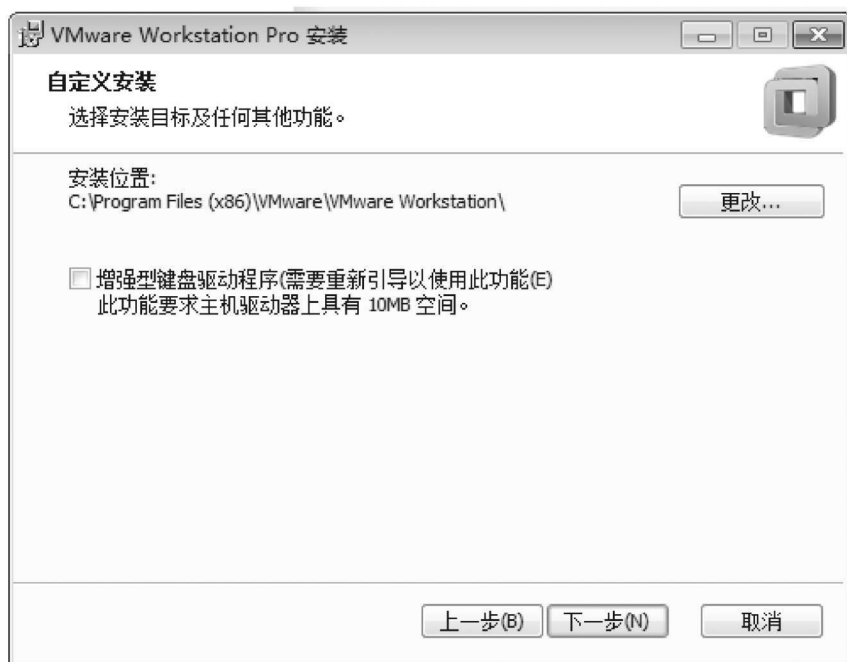 VMware Workstation Pro 安装
自定义安装
选择安装目标及任何其他功能。
安装位置:
C:\Program Files (x86)\VMware\VMware Workstation\
更改...
增强型键盘驱动程序(需要重新引导以使用此功能(E)
此功能要求主机驱动器上具有 10MB 空间。
上一步(B) 下一步(N) 取消